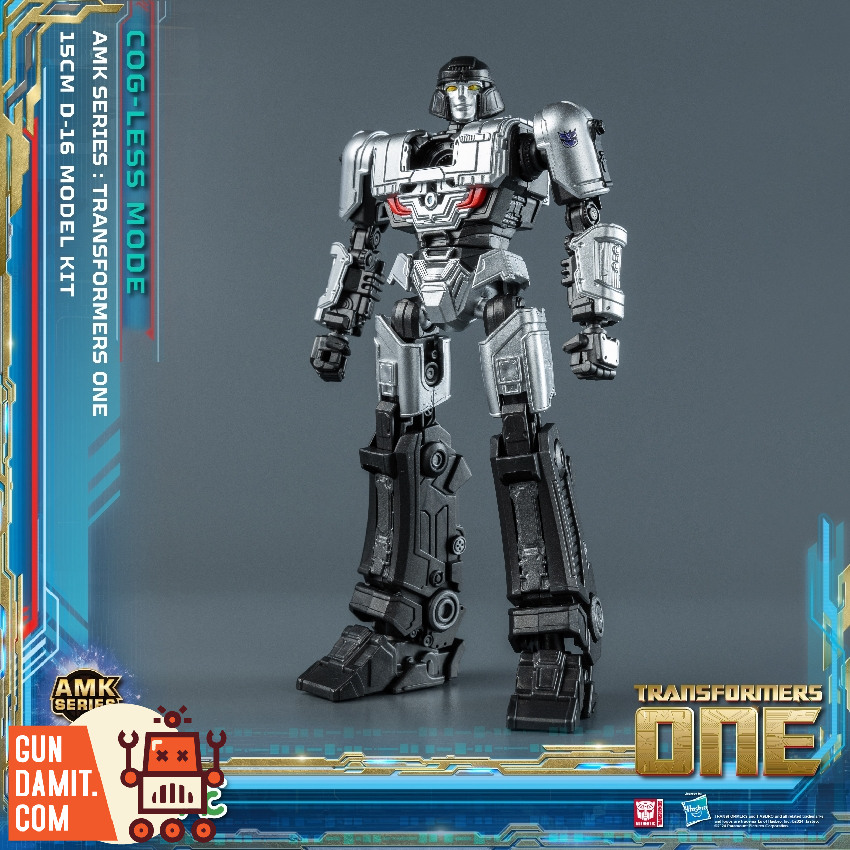 COG-LESS MODE
AMK SERIES : TRANSFORMERS ONE
15CM D-16 MODEL KIT
AMK
SERIES
TRANSFORMERS
ONE
GUN
DAMIT.
COM
Hasbro